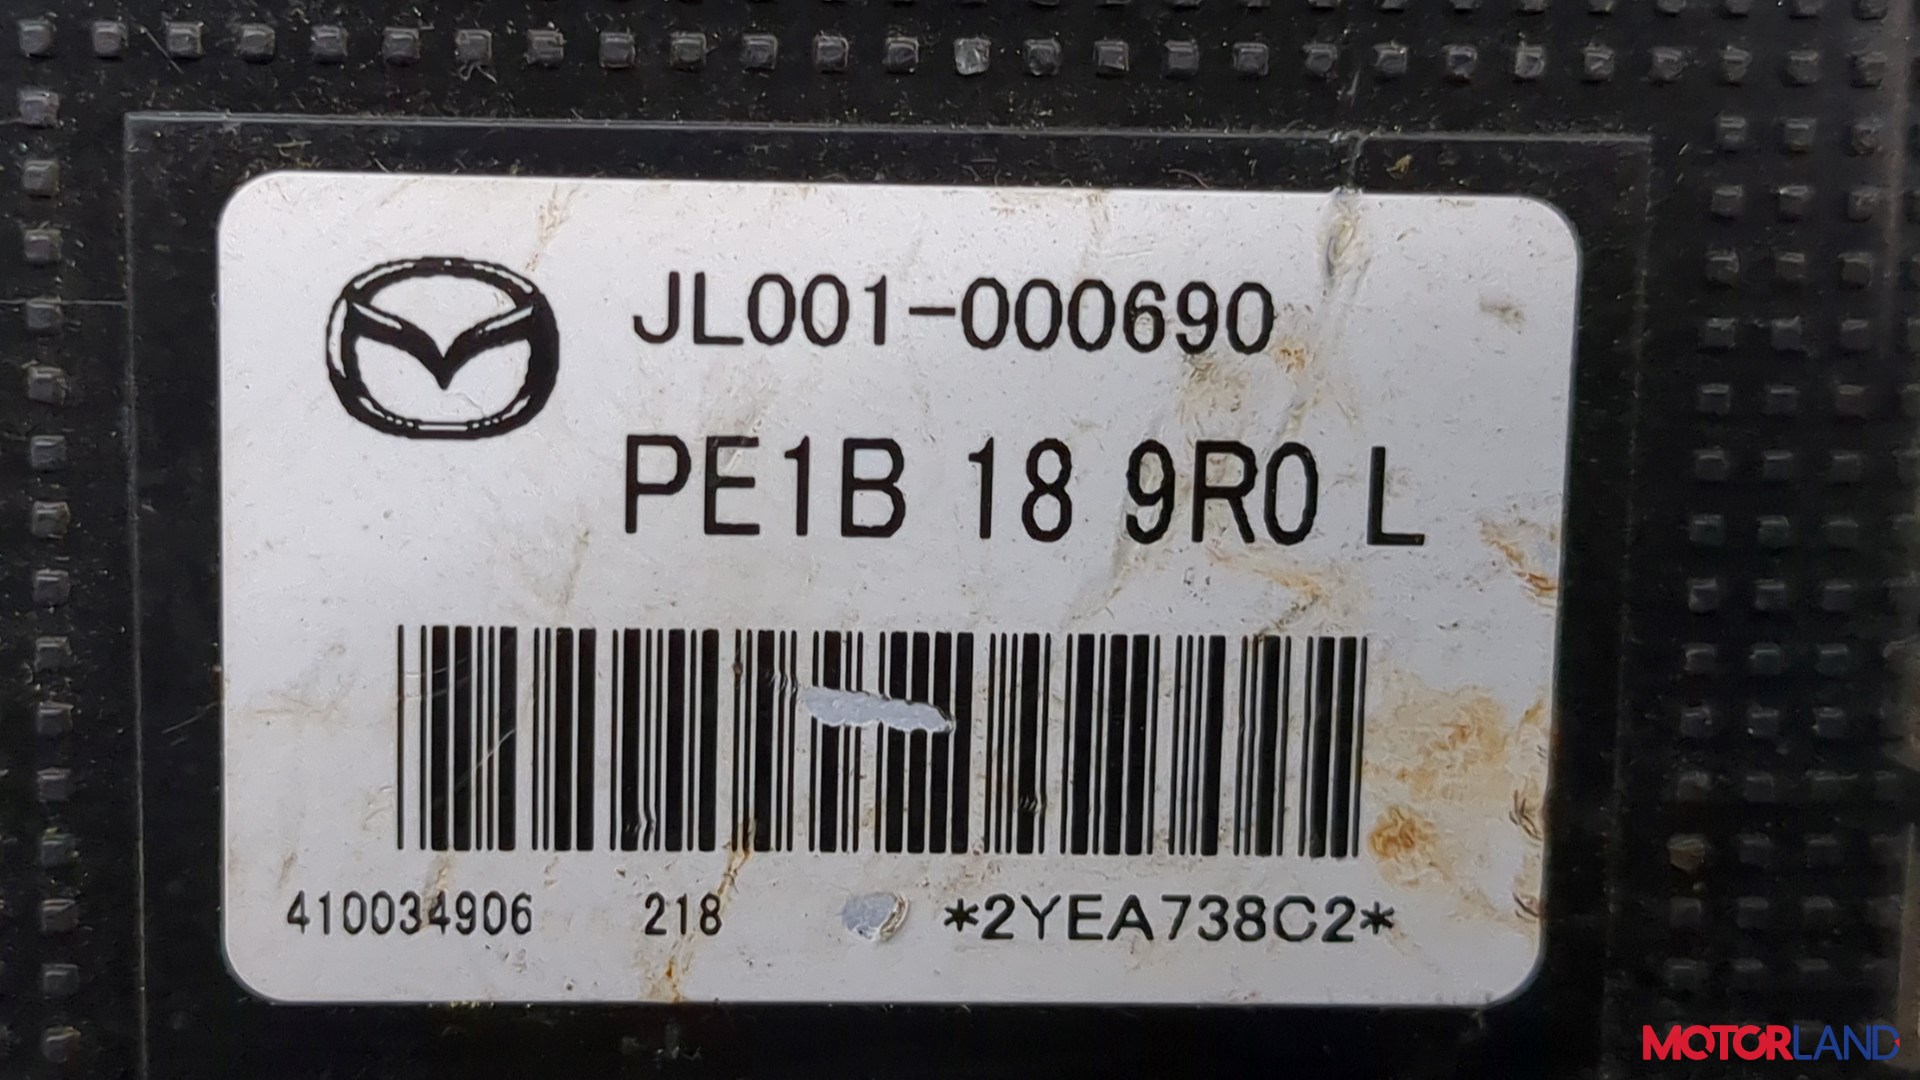 JL001-000690
PE1B 18 9R0 L
410034906 218 *2YEA738C2*
MOTORLAND